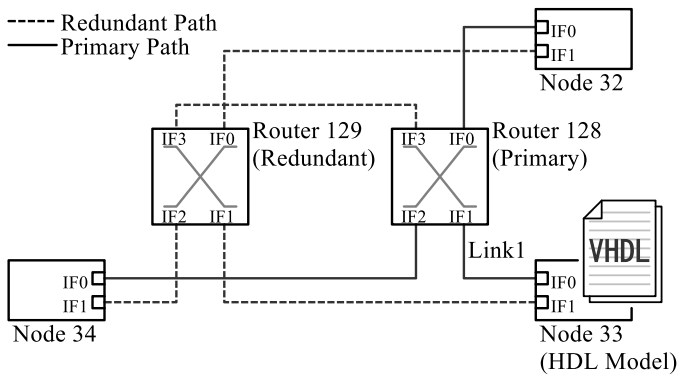 Redundant Path
Primary Path
IF0
IF1
Node 32
IF3 IF0
Router 129
(Redundant)
IF2 IF1
IF3 IF0
Router 128
(Primary)
IF2 IF1
Link1
VHDL
IF0
IF1
Node 34
IF0
IF1
Node 33
(HDL Model)